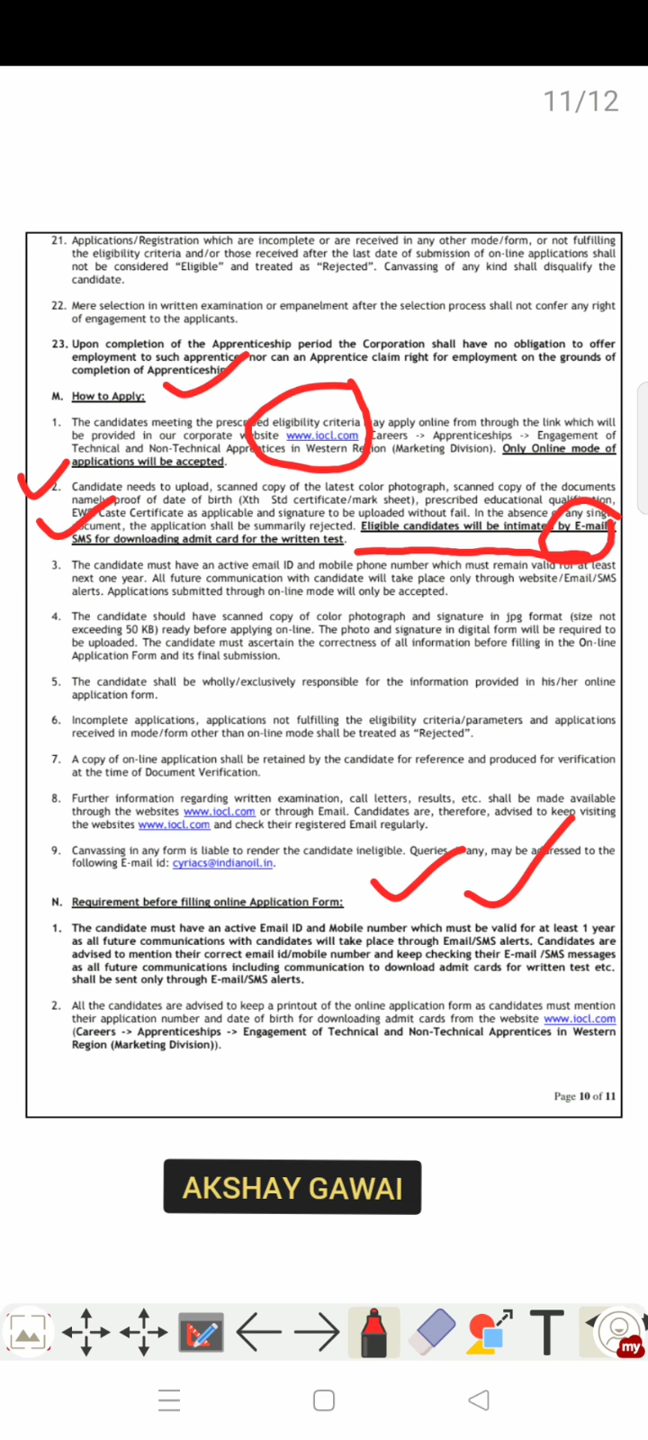 11/12
21. Applications/Registration which are incomplete or are received in any other mode/form, or not fulfilling
the eligibility criteria and/or those received after the last date of submission of on-line applications shall
not be considered “Eligible” and treated as “Rejected”. Canvassing of any kind shall disqualify the
candidate.
22. Mere selection in written examination or empanelment after the selection process shall not confer any right
of engagement to the applicants.
23. Upon completion of the Apprenticeship period the Corporation shall have no obligation to offer
employment to such apprentice nor can an Apprentice claim right for employment on the grounds of
completion of Apprenticeship
M. How to Apply:
1. The candidates meeting the prescribed eligibility criteria may apply online from through the link which will
be provided in our corporate website www.iocl.com Careers -> Apprenticeships -> Engagement of
Technical and Non-Technical Apprentices in Western Region (Marketing Division). Only Online mode of
applications will be accepted.
2. Candidate needs to upload, scanned copy of the latest color photograph, scanned copy of the documents
namely proof of date of birth (Xth Std certificate/mark sheet), prescribed educational qualification,
EWS Caste Certificate as applicable and signature to be uploaded without fail. In the absence of any single
document, the application shall be summarily rejected. Eligible candidates will be intimated by E-mail/
SMS for downloading admit card for the written test.
3. The candidate must have an active email ID and mobile phone number which must remain valid for at least
next one year. All future communication with candidate will take place only through website/Email/SMS
alerts. Applications submitted through on-line mode will only be accepted.
4. The candidate should have scanned copy of color photograph and signature in jpg format (size not
exceeding 50 KB) ready before applying on-line. The photo and signature in digital form will be required to
be uploaded. The candidate must ascertain the correctness of all information before filling in the On-line
Application Form and its final submission.
5. The candidate shall be wholly/exclusively responsible for the information provided in his/her online
application form.
6. Incomplete applications, applications not fulfilling the eligibility criteria/parameters and applications
received in mode/form other than on-line mode shall be treated as “Rejected”.
7. A copy of on-line application shall be retained by the candidate for reference and produced for verification
at the time of Document Verification.
8. Further information regarding written examination, call letters, results, etc. shall be made available
through the websites www.iocl.com or through Email. Candidates are, therefore, advised to keep visiting
the websites www.iocl.com and check their registered Email regularly.
9. Canvassing in any form is liable to render the candidate ineligible. Queries any, may be addressed to the
following E-mail id: cyriacs@indianoil.in.
N. Requirement before filling online Application Form:
1. The candidate must have an active Email ID and Mobile number which must be valid for at least 1 year
as all future communications with candidates will take place through Email/SMS alerts. Candidates are
advised to mention their correct email id/mobile number and keep checking their E-mail /SMS messages
as all future communications including communication to download admit cards for written test etc.
shall be sent only through E-mail/SMS alerts.
2. All the candidates are advised to keep a printout of the online application form as candidates must mention
their application number and date of birth for downloading admit cards from the website www.iocl.com
(Careers -> Apprenticeships -> Engagement of Technical and Non-Technical Apprentices in Western
Region (Marketing Division)).
Page 10 of 11
AKSHAY GAWAI
T
my